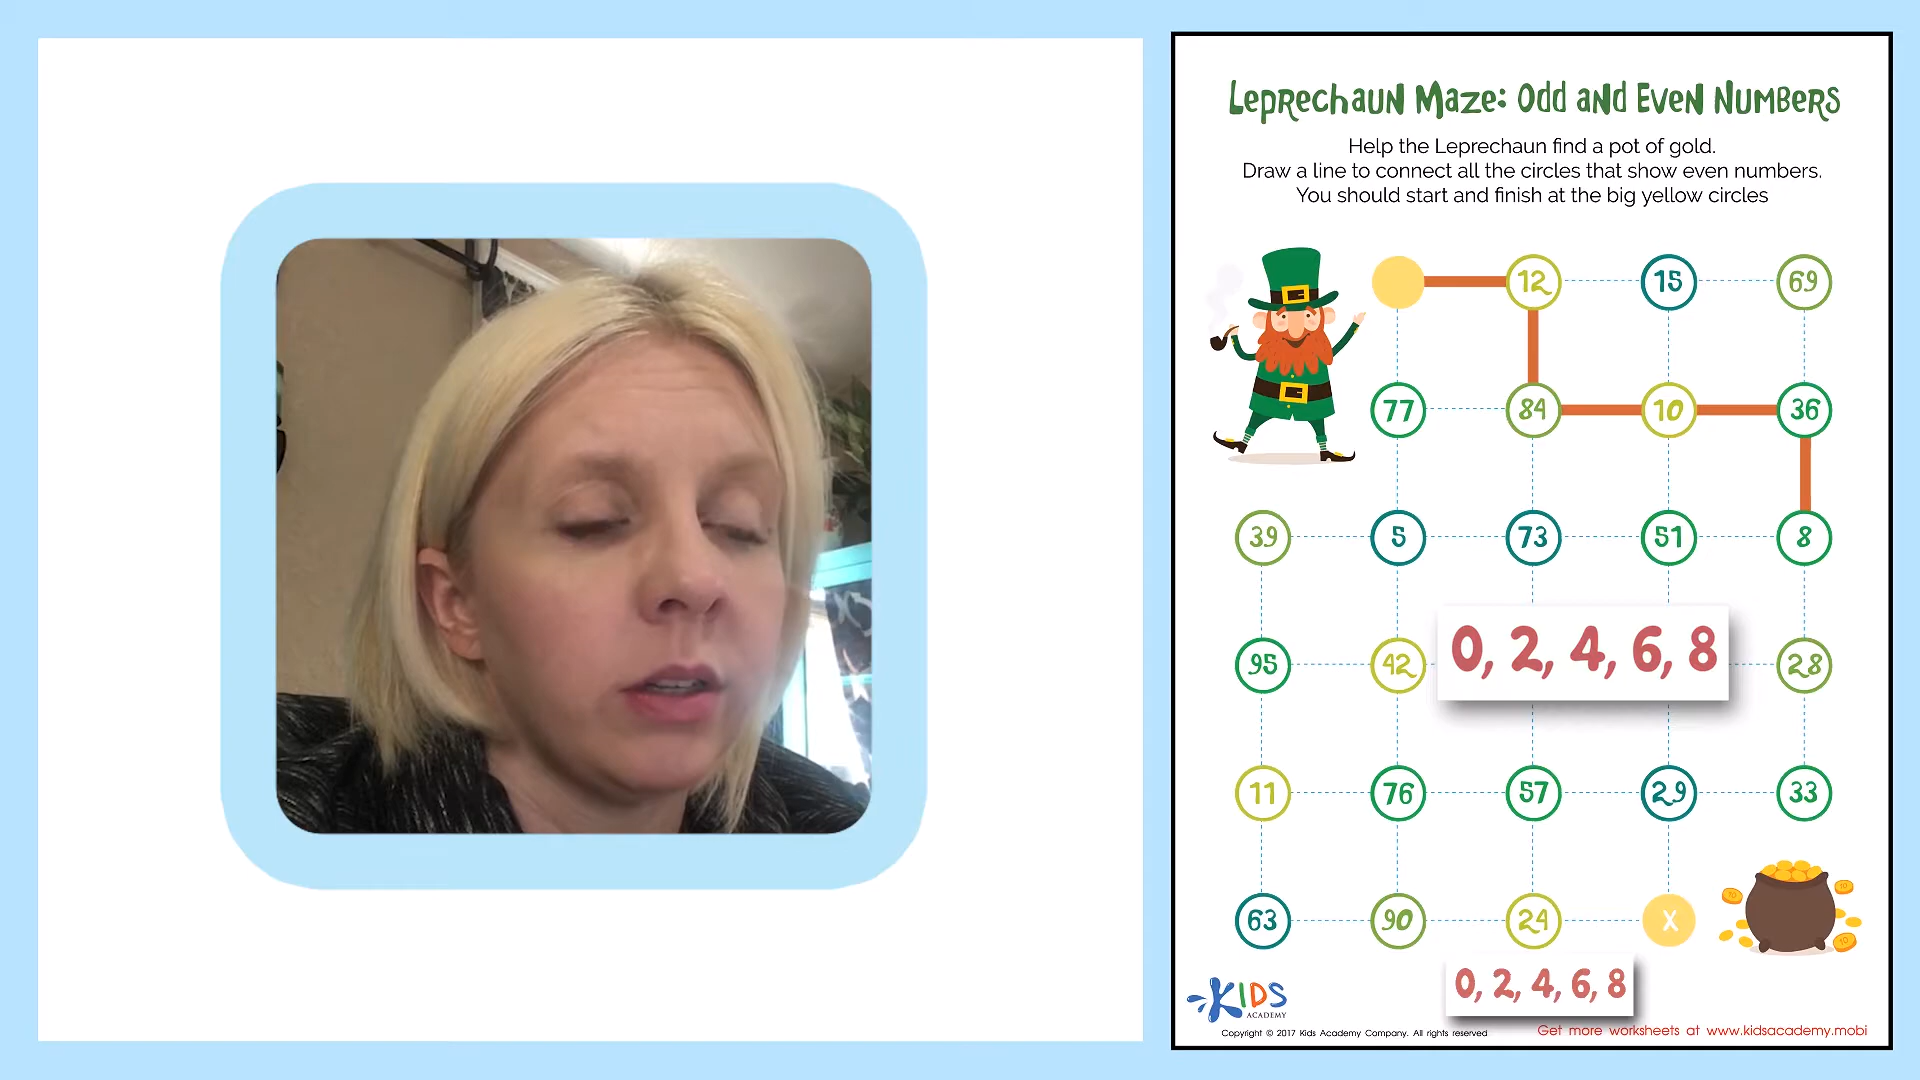 Leprechaun Maze: Odd and Even Numbers
Help the Leprechaun find a pot of gold.
Draw a line to connect all the circles that show even numbers.
You should start and finish at the big yellow circles
12 15 69
77 84 10 36
39 5 73 51 8
95 42 0, 2, 4, 6, 8 28
11 76 57 29 33
63 90 24 X
0, 2, 4, 6, 8
KIDS
ACADEMY
Copyright © 2017 Kids Academy Company. All rights reserved
Get more worksheets at www.kidsacademy.mobi